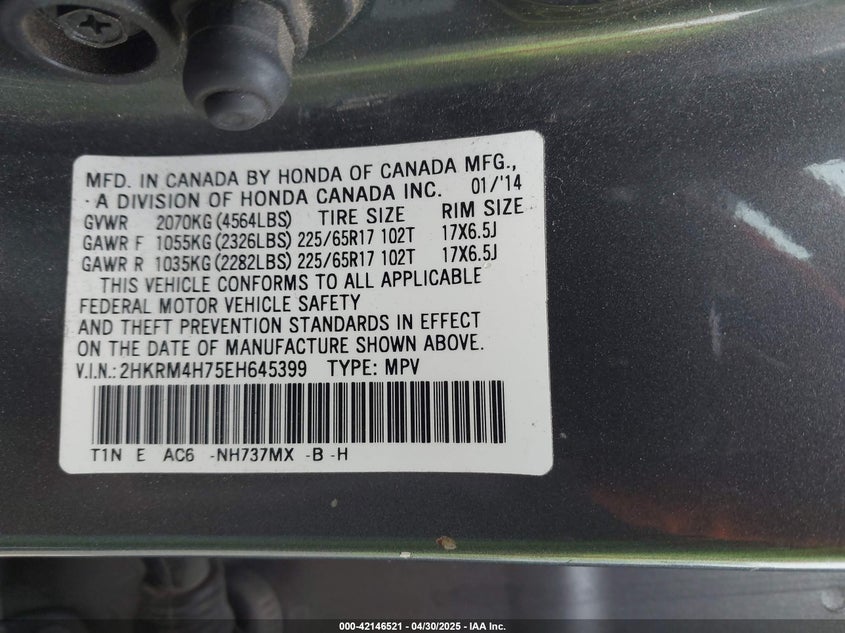 MFD. IN CANADA BY HONDA OF CANADA MFG.,
A DIVISION OF HONDA CANADA INC. 01/'14
GVWR 2070KG (4564LBS) TIRE SIZE RIM SIZE
GAWR F 1055KG (2326LBS) 225/65R17 102T 17X6.5J
GAWR R 1035KG (2282LBS) 225/65R17 102T 17X6.5J
THIS VEHICLE CONFORMS TO ALL APPLICABLE
FEDERAL MOTOR VEHICLE SAFETY
AND THEFT PREVENTION STANDARDS IN EFFECT
ON THE DATE OF MANUFACTURE SHOWN ABOVE.
V.I.N.: 2HKRM4H75EH645399 TYPE: MPV
T1N E AC6 -NH737MX -B -H
000-42146521 - 04/30/2025 - IAA Inc.